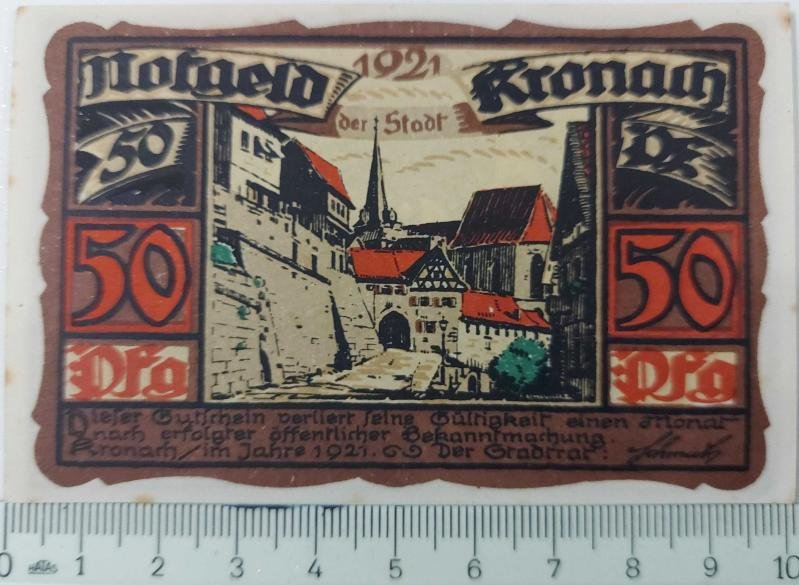 Notgeld 1921 Kronach
der Stadt
50
50 50
Pfg Pfg
Dieser Gutschein verliert seine Gültigkeit einen Monat
nach erfolgter öffentlicher Bekanntmachung.
Kronach, im Jahre 1921. Der Stadtrat:
0 HATAS 1 2 3 4 5 6 7 8 9 10